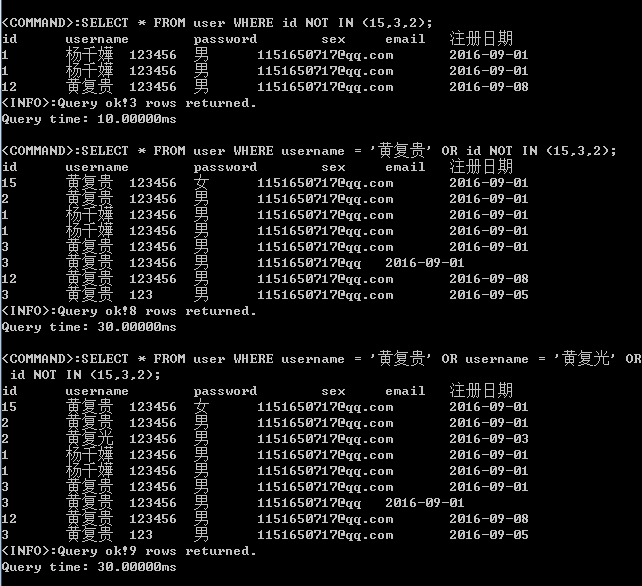 <COMMAND>:SELECT * FROM user WHERE id NOT IN (15,3,2);
id username password sex email 注册日期
1 杨千嬅 123456 男 1151650717@qq.com 2016-09-01
1 杨千嬅 123456 男 1151650717@qq.com 2016-09-01
12 黄复贵 123456 男 1151650717@qq.com 2016-09-08
<INFO>:Query ok!3 rows returned.
Query time: 10.00000ms
<COMMAND>:SELECT * FROM user WHERE username = '黄复贵' OR id NOT IN (15,3,2);
id username password sex email 注册日期
15 黄复贵 123456 女 1151650717@qq.com 2016-09-01
2 黄复贵 123456 男 1151650717@qq.com 2016-09-01
1 杨千嬅 123456 男 1151650717@qq.com 2016-09-01
1 杨千嬅 123456 男 1151650717@qq.com 2016-09-01
3 黄复贵 123456 男 1151650717@qq.com 2016-09-01
3 黄复贵 123456 男 1151650717@qq 2016-09-01
12 黄复贵 123456 男 1151650717@qq.com 2016-09-08
3 黄复贵 123 男 1151650717@qq.com 2016-09-05
<INFO>:Query ok!8 rows returned.
Query time: 30.00000ms
<COMMAND>:SELECT * FROM user WHERE username = '黄复贵' OR username = '黄复光' OR
id NOT IN (15,3,2);
id username password sex email 注册日期
15 黄复贵 123456 女 1151650717@qq.com 2016-09-01
2 黄复贵 123456 男 1151650717@qq.com 2016-09-01
2 黄复光 123456 男 1151650717@qq.com 2016-09-03
1 杨千嬅 123456 男 1151650717@qq.com 2016-09-01
1 杨千嬅 123456 男 1151650717@qq.com 2016-09-01
3 黄复贵 123456 男 1151650717@qq.com 2016-09-01
3 黄复贵 123456 男 1151650717@qq 2016-09-01
12 黄复贵 123456 男 1151650717@qq.com 2016-09-08
3 黄复贵 123 男 1151650717@qq.com 2016-09-05
<INFO>:Query ok!9 rows returned.
Query time: 30.00000ms